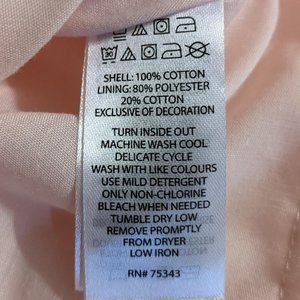 30
SHELL: 100% COTTON
LINING: 80% POLYESTER
20% COTTON
EXCLUSIVE OF DECORATION
TURN INSIDE OUT
MACHINE WASH COOL
DELICATE CYCLE
WASH WITH LIKE COLOURS
USE MILD DETERGENT
ONLY NON-CHLORINE
BLEACH WHEN NEEDED
TUMBLE DRY LOW
REMOVE PROMPTLY
FROM DRYER
LOW IRON
RN# 75343